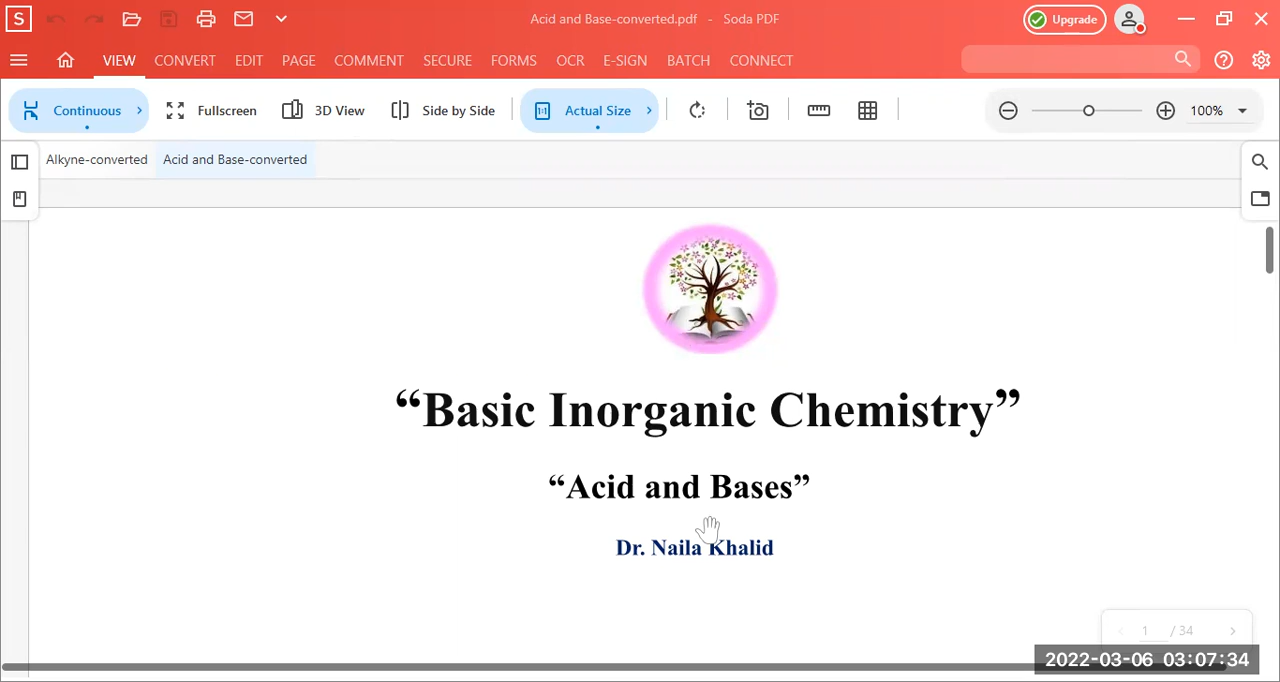 S
Acid and Base-converted.pdf - Soda PDF
Upgrade
VIEW CONVERT EDIT PAGE COMMENT SECURE FORMS OCR E-SIGN BATCH CONNECT
Continuous Fullscreen 3D View Side by Side 1:1 Actual Size 100%
Alkyne-converted Acid and Base-converted
“Basic Inorganic Chemistry”
“Acid and Bases”
Dr. Naila Khalid
1 / 34
2022-03-06 03:07:34